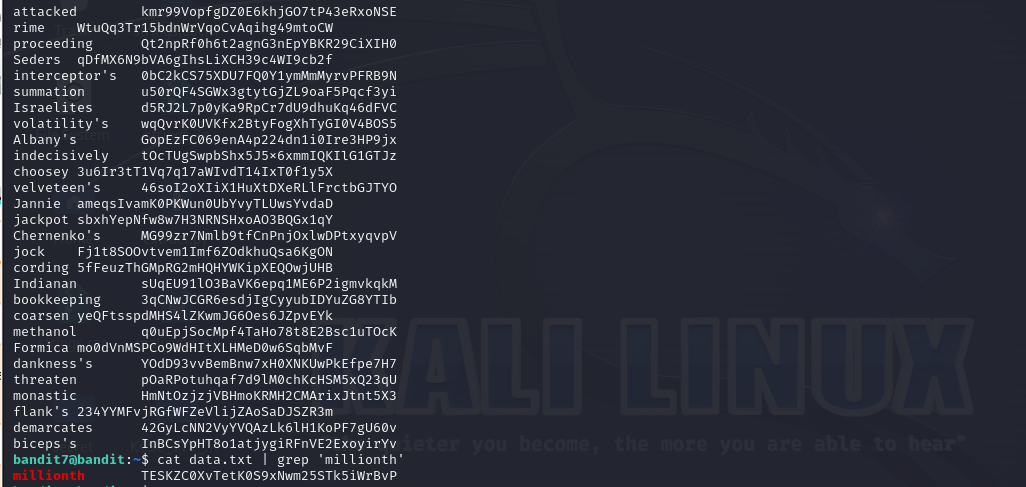 attacked kmr99VopfgDZ0E6khjGO7tP43eRxoNSE
rime WtuQq3Tr15bdnWrVqoCvAqihg49mtoCW
proceeding Qt2npRf0h6t2agnG3nEpYBKR29CiXIH0
Seders qDfMX6N9bVA6gIhsLiXCH39c4WI9cb2f
interceptor's 0bC2kCS75XDU7FQ0Y1ymMmMyrvPFRB9N
summation u50rQF4SGWx3gtytGjZL9oaF5Pqcf3yi
Israelites d5RJ2L7p0yKa9RpCr7dU9dhuKq46dFVC
volatility's wqQvrK0UVKfx2BtyFogXhTyGI0V4BOS5
Albany's GopEzFC069enA4p224dn1i0Ire3HP9jx
indecisively tOcTUgSwpbShx5J5×6xmmIQKIlG1GTJz
choosey 3u6Ir3tT1Vq7q17aWIvdT14IxT0f1y5X
velveteen's 46soI2oXIiX1HuXtDXeRLlFrctbGJTYO
Jannie ameqsIvamK0PKWun0UbYvyTLUwsYvdaD
jackpot sbxhYepNfw8w7H3NRNSHxoAO3BQGx1qY
Chernenko's MG99zr7Nmlb9tfCnPnjOxlwDPtxyqvpV
jock Fj1t8SOOvtvem1Imf6ZOdkhuQsa6KgON
cording 5fFeuzThGMpRG2mHQHYWKipXEQOwjUHB
Indianan sUqEU91lO3BaVK6epq1ME6P2igmvkqkM
bookkeeping 3qCNwJCGR6esdjIgCyyubIDYuZG8YTIb
coarsen yeQFtsspdMHS4lZKwmJG6Oes6JZpvEYk
methanol q0uEpjSocMpf4TaHo78t8E2Bsc1uTOcK
Formica mo0dVnMSPCo9WdHItXLHMeD0w6SqbMvF
dankness's YOdD93vvBemBnw7xH0XNKUwPkEfpe7H7
threaten pOaRPotuhqaf7d9lM0chKcHSM5xQ23qU
monastic HmNtOzjzjVBHmoKRMH2CMArixJtnt5X3
flank's 234YYMFvjRGfWFZeVlijZAoSaDJSZR3m
demarcates 42GyLcNN2VyYVQAzLk6lH1KoPF7gU60v
biceps's InBCsYpHT8o1atjygiRFnVE2ExoyirYv
bandit7@bandit:~$ cat data.txt | grep 'millionth'
millionth TESKZC0XvTetK0S9xNwm25STk5iWrBvP
KALI LINUX
you become, the more you are able to hear"